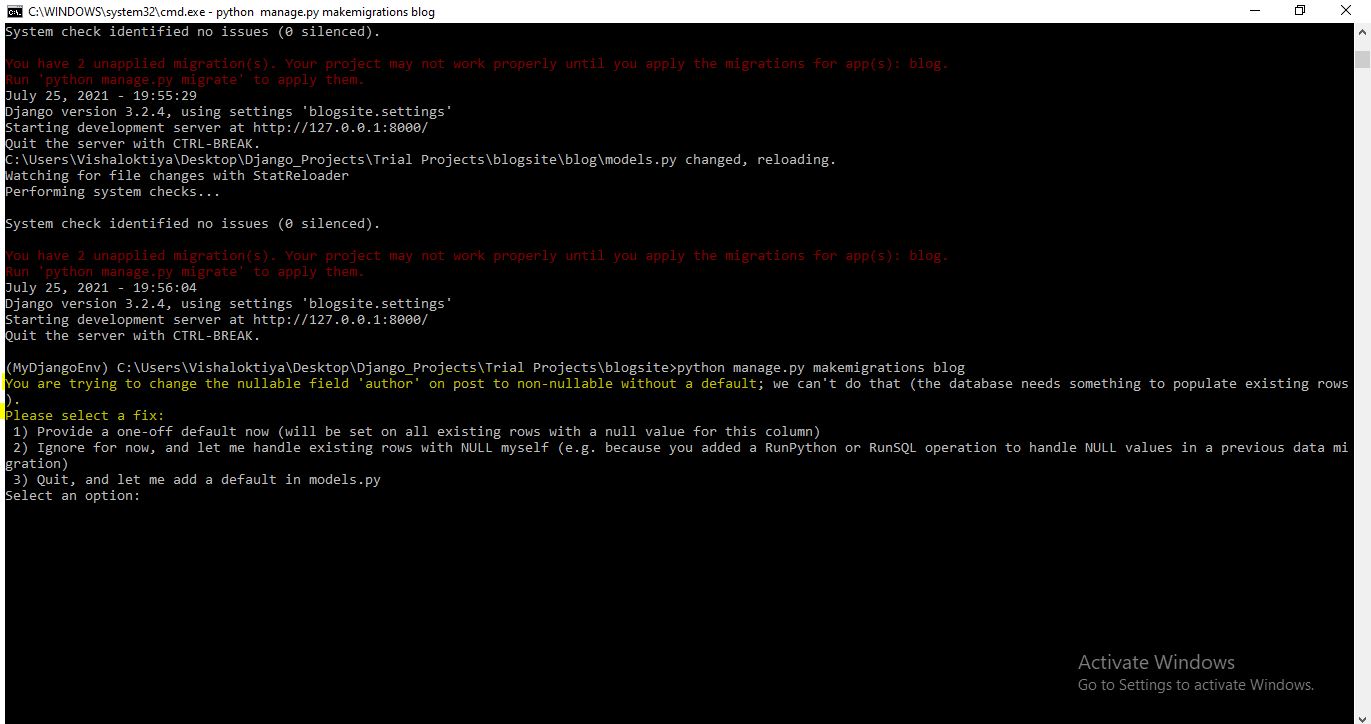 C:\WINDOWS\system32\cmd.exe - python  manage.py makemigrations blog
System check identified no issues (0 silenced).
You have 2 unapplied migration(s). Your project may not work properly until you apply the migrations for app(s): blog.
Run 'python manage.py migrate' to apply them.
July 25, 2021 - 19:55:29
Django version 3.2.4, using settings 'blogsite.settings'
Starting development server at http://127.0.0.1:8000/
Quit the server with CTRL-BREAK.
C:\Users\Vishaloktiya\Desktop\Django_Projects\Trial Projects\blogsite\blog\models.py changed, reloading.
Watching for file changes with StatReloader
Performing system checks...
System check identified no issues (0 silenced).
You have 2 unapplied migration(s). Your project may not work properly until you apply the migrations for app(s): blog.
Run 'python manage.py migrate' to apply them.
July 25, 2021 - 19:56:04
Django version 3.2.4, using settings 'blogsite.settings'
Starting development server at http://127.0.0.1:8000/
Quit the server with CTRL-BREAK.
(MyDjangoEnv) C:\Users\Vishaloktiya\Desktop\Django_Projects\Trial Projects\blogsite>python manage.py makemigrations blog
You are trying to change the nullable field 'author' on post to non-nullable without a default; we can't do that (the database needs something to populate existing rows
).
Please select a fix:
 1) Provide a one-off default now (will be set on all existing rows with a null value for this column)
 2) Ignore for now, and let me handle existing rows with NULL myself (e.g. because you added a RunPython or RunSQL operation to handle NULL values in a previous data mi
gration)
 3) Quit, and let me add a default in models.py
Select an option:
Activate Windows
Go to Settings to activate Windows.